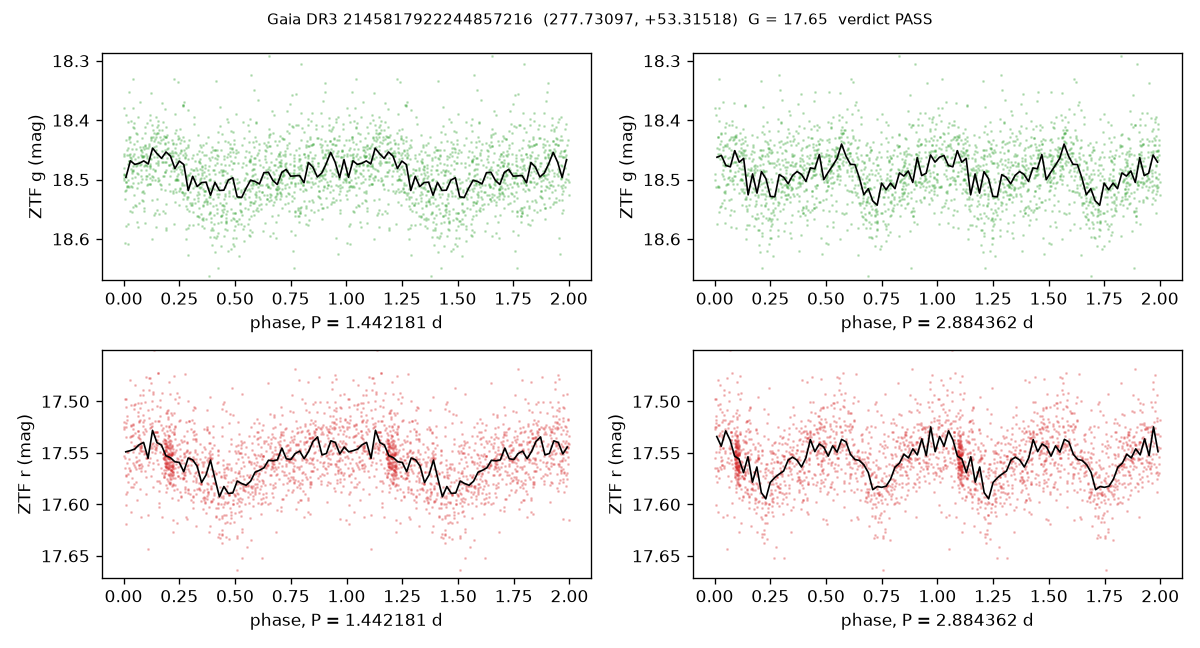 Gaia DR3 2145817922244857216 (277.73097, +53.31518) G = 17.65 verdict PASS
18.3
18.4
18.5
18.6
ZTF g (mag)
0.00 0.25 0.50 0.75 1.00 1.25 1.50 1.75 2.00
phase, P = 1.442181 d
18.3
18.4
18.5
18.6
ZTF g (mag)
0.00 0.25 0.50 0.75 1.00 1.25 1.50 1.75 2.00
phase, P = 2.884362 d
17.50
17.55
17.60
17.65
ZTF r (mag)
0.00 0.25 0.50 0.75 1.00 1.25 1.50 1.75 2.00
phase, P = 1.442181 d
17.50
17.55
17.60
17.65
ZTF r (mag)
0.00 0.25 0.50 0.75 1.00 1.25 1.50 1.75 2.00
phase, P = 2.884362 d